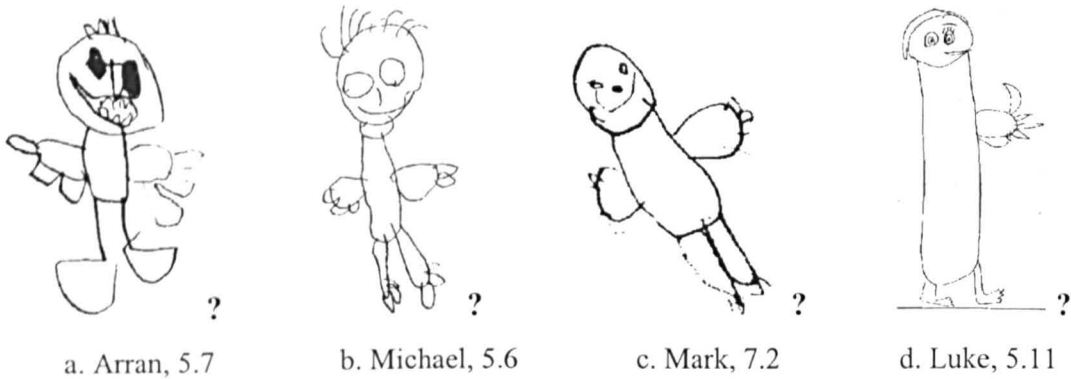 ? ? ? ?
a. Arran, 5.7 b. Michael, 5.6 c. Mark, 7.2 d. Luke, 5.11